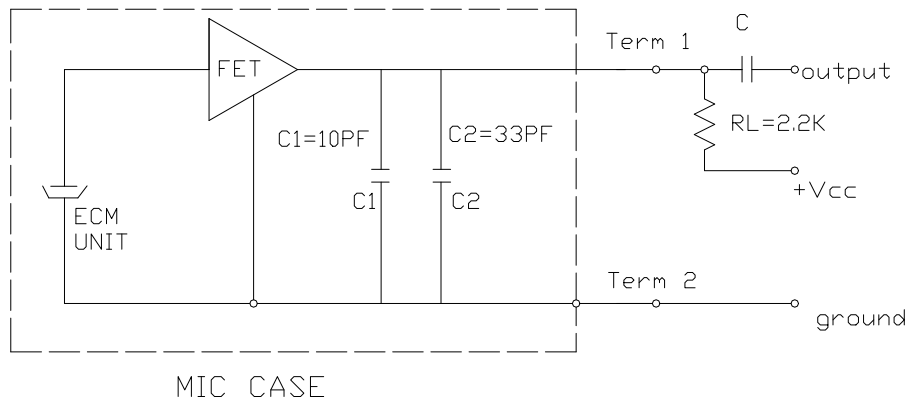 C
Term 1
FET
output
C1=10PF
C2=33PF
RL=2.2K
+Vcc
C1
C2
ECM
UNIT
Term 2
ground
MIC CASE